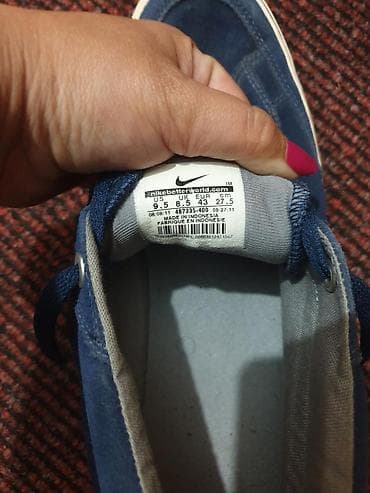 nikebetterworld.com
US UK EUR cm
9.5 8.5 43 27.5
487335-400
MADE IN INDONESIA
FABRIQUE EN INDONESIE